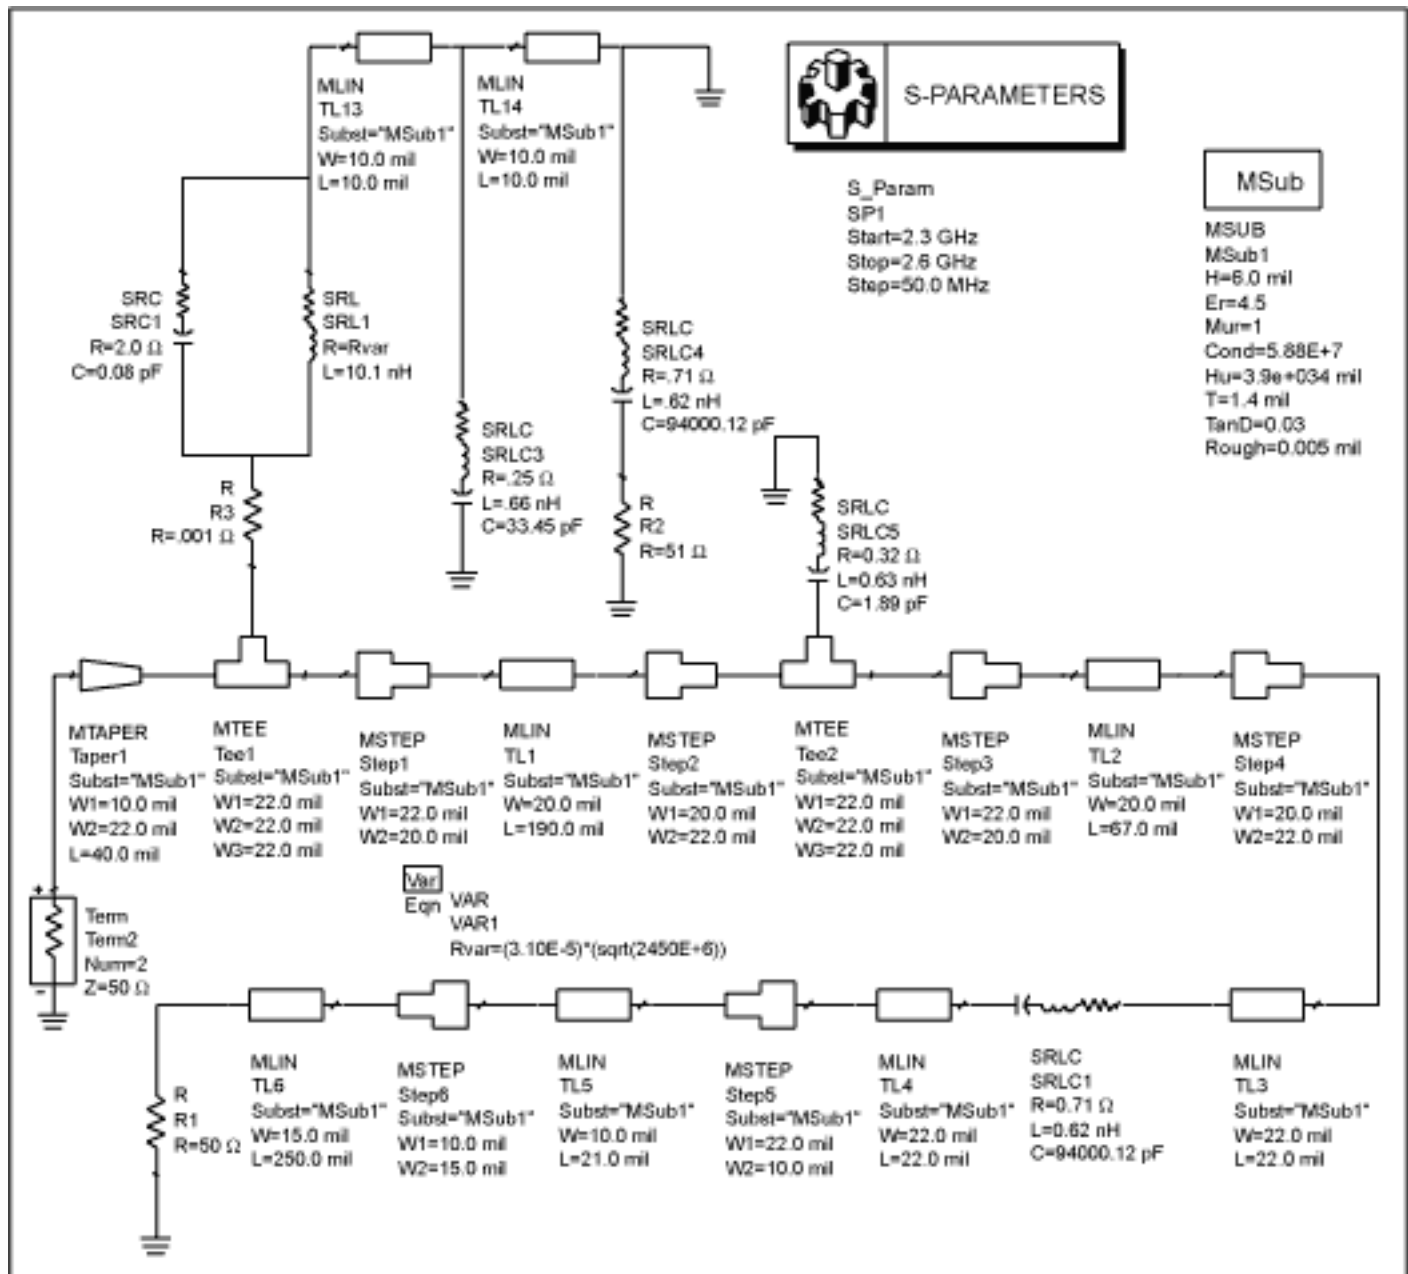 MLIN
TL13
Subst="MSub1"
W=10.0 mil
L=10.0 mil
MLIN
TL14
Subst="MSub1"
W=10.0 mil
L=10.0 mil
S-PARAMETERS
S_Param
SP1
Start=2.3 GHz
Stop=2.6 GHz
Step=50.0 MHz
MSub
MSUB
MSub1
H=6.0 mil
Er=4.5
Mur=1
Cond=5.88E+7
Hu=3.9e+034 mil
T=1.4 mil
TanD=0.03
Rough=0.005 mil
SRC
SRC1
R=2.0 Ω
C=0.08 pF
SRL
SRL1
R=Rvar
L=10.1 nH
SRLC
SRLC3
R=.25 Ω
L=.66 nH
C=33.45 pF
SRLC
SRLC4
R=.71 Ω
L=.62 nH
C=94000.12 pF
R
R3
R=.001 Ω
R
R2
R=51 Ω
SRLC
SRLC5
R=0.32 Ω
L=0.63 nH
C=1.89 pF
MTAPER
Taper1
Subst="MSub1"
W1=10.0 mil
W2=22.0 mil
L=40.0 mil
MTEE
Tee1
Subst="MSub1"
W1=22.0 mil
W2=22.0 mil
W3=22.0 mil
MSTEP
Step1
Subst="MSub1"
W1=22.0 mil
W2=20.0 mil
MLIN
TL1
Subst="MSub1"
W=20.0 mil
L=190.0 mil
MSTEP
Step2
Subst="MSub1"
W1=20.0 mil
W2=22.0 mil
MTEE
Tee2
Subst="MSub1"
W1=22.0 mil
W2=22.0 mil
W3=22.0 mil
MSTEP
Step3
Subst="MSub1"
W1=22.0 mil
W2=20.0 mil
MLIN
TL2
Subst="MSub1"
W=20.0 mil
L=67.0 mil
MSTEP
Step4
Subst="MSub1"
W1=20.0 mil
W2=22.0 mil
Var
Eqn
VAR
VAR1
Rvar=(3.10E-5)*(sqrt(2450E+6))
+
Term
Term2
Num=2
Z=50 Ω
-
R
R1
R=50 Ω
MLIN
TL6
Subst="MSub1"
W=15.0 mil
L=250.0 mil
MSTEP
Step6
Subst="MSub1"
W1=10.0 mil
W2=15.0 mil
MLIN
TL5
Subst="MSub1"
W=10.0 mil
L=21.0 mil
MSTEP
Step5
Subst="MSub1"
W1=22.0 mil
W2=10.0 mil
MLIN
TL4
Subst="MSub1"
W=22.0 mil
L=22.0 mil
SRLC
SRLC1
R=0.71 Ω
L=0.62 nH
C=94000.12 pF
MLIN
TL3
Subst="MSub1"
W=22.0 mil
L=22.0 mil